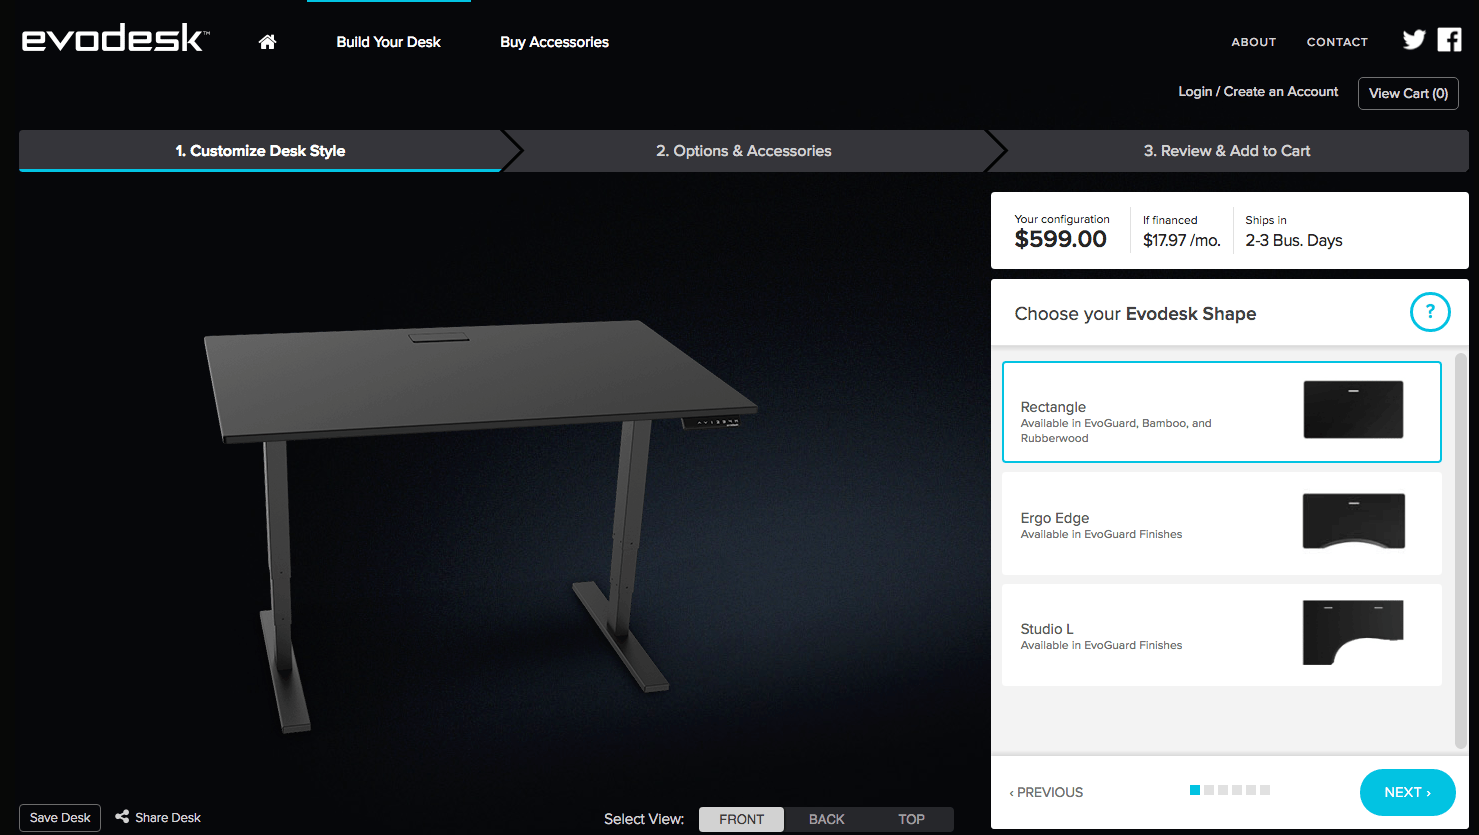 evodesk™
Build Your Desk
Buy Accessories
ABOUT
CONTACT
Login / Create an Account
View Cart (0)
1. Customize Desk Style
2. Options & Accessories
3. Review & Add to Cart
Your configuration
$599.00
If financed
$17.97 /mo.
Ships in
2-3 Bus. Days
Choose your Evodesk Shape
?
Rectangle
Available in EvoGuard, Bamboo, and
Rubberwood
Ergo Edge
Available in EvoGuard Finishes
Studio L
Available in EvoGuard Finishes
‹ PREVIOUS
NEXT ›
Save Desk
Share Desk
Select View:
FRONT
BACK
TOP